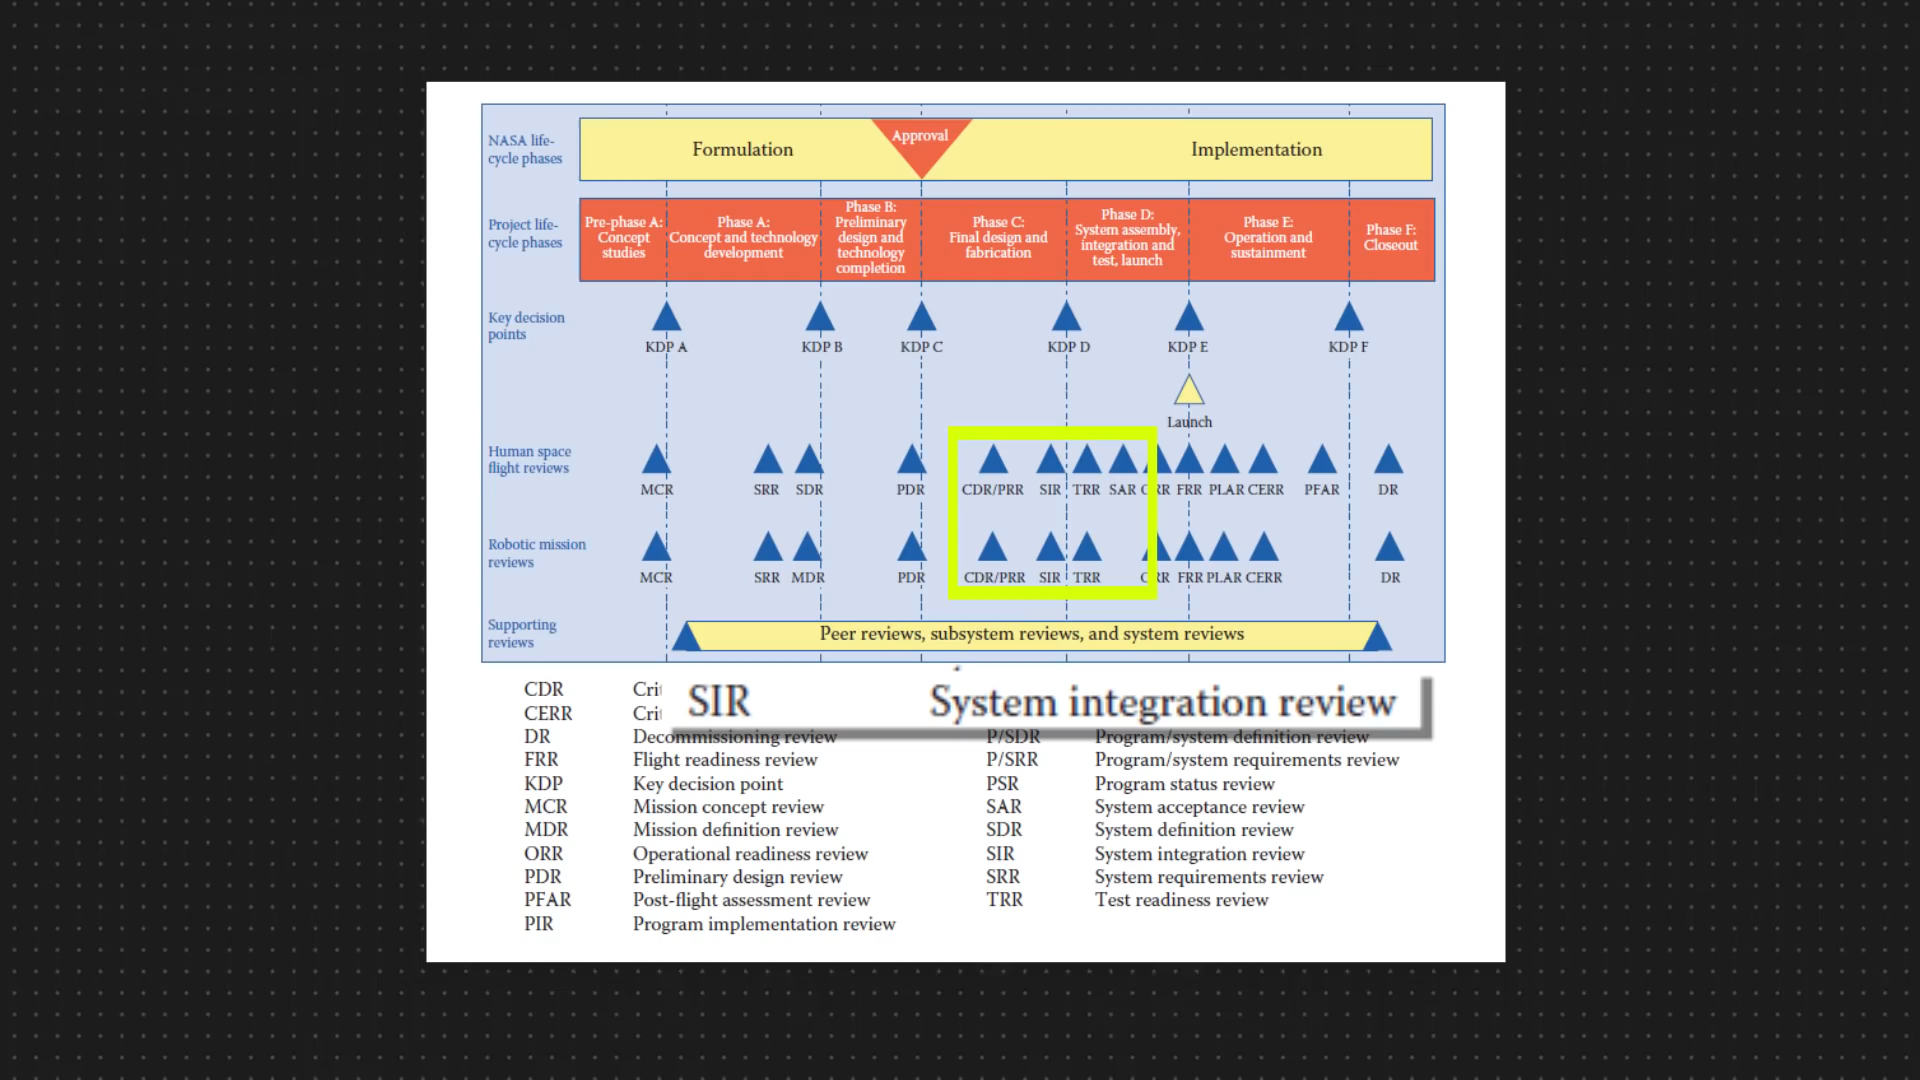 NASA life-
cycle phases
Formulation
Approval
Implementation
Project life-
cycle phases
Pre-phase A:
Concept
studies
Phase A:
Concept and technology
development
Phase B:
Preliminary
design and
technology
completion
Phase C:
Final design and
fabrication
Phase D:
System assembly,
integration and
test, launch
Phase E:
Operation and
sustainment
Phase F:
Closeout
Key decision
points
KDP A KDP B KDP C KDP D KDP E KDP F
Launch
Human space
flight reviews
MCR SRR SDR PDR CDR/PRR SIR TRR SAR FRR PLAR CERR PFAR DR
Robotic mission
reviews
MCR SRR MDR PDR CDR/PRR SIR TRR FRR PLAR CERR DR
Supporting
reviews
Peer reviews, subsystem reviews, and system reviews
SIR System integration review
CDR
CERR
DR Decommissioning review
FRR Flight readiness review
KDP Key decision point
MCR Mission concept review
MDR Mission definition review
ORR Operational readiness review
PDR Preliminary design review
PFAR Post-flight assessment review
PIR Program implementation review
P/SDR Program/system definition review
P/SRR Program/system requirements review
PSR Program status review
SAR System acceptance review
SDR System definition review
SIR System integration review
SRR System requirements review
TRR Test readiness review